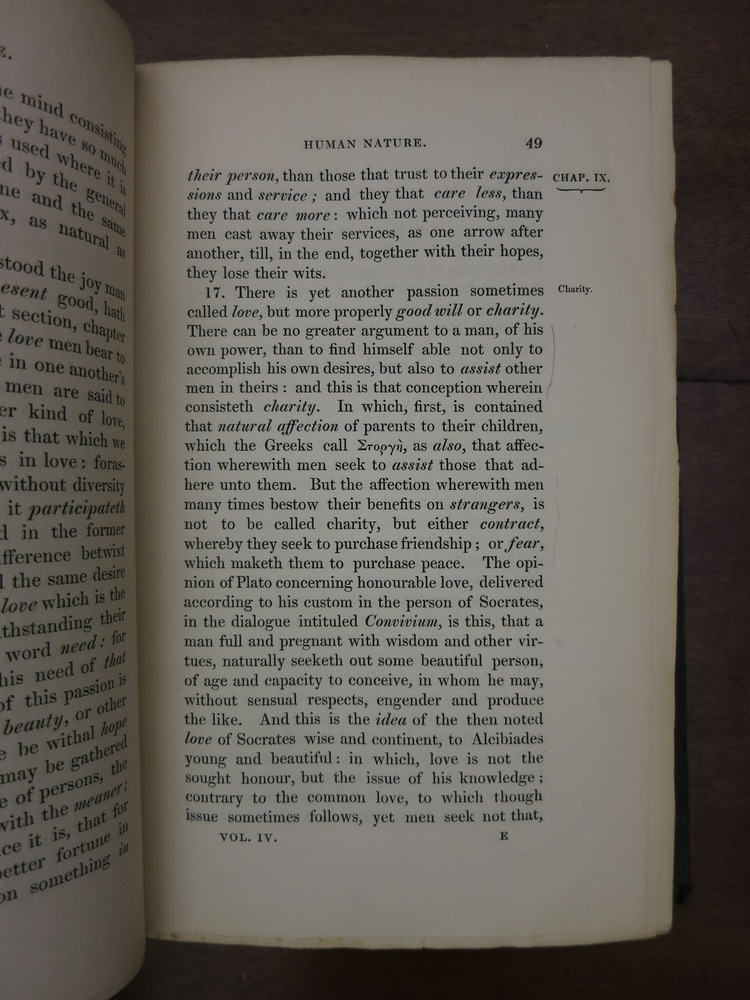 E.
mind consisting
they have so much
used where it is
by the general
and the same
as natural as
stood the joy man
esent good, hath
section, chapter
love men bear to
in one another's
men are said to
kind of love,
is that which we
in love: foras-
without diversity
it participateth
in the former
fference betwixt
the same desire
love which is the
thstanding their
word need: for
his need of that
of this passion is
beauty, or other
be withal hope
may be gathered
of persons, the
with the meaner;
ce it is, that for
better fortune in
on something in
HUMAN NATURE. 49
their person, than those that trust to their expres- CHAP. IX.
sions and service; and they that care less, than
they that care more: which not perceiving, many
men cast away their services, as one arrow after
another, till, in the end, together with their hopes,
they lose their wits.
17. There is yet another passion sometimes Charity.
called love, but more properly good will or charity.
There can be no greater argument to a man, of his
own power, than to find himself able not only to
accomplish his own desires, but also to assist other
men in theirs: and this is that conception wherein
consisteth charity. In which, first, is contained
that natural affection of parents to their children,
which the Greeks call Στοργὴ, as also, that affec-
tion wherewith men seek to assist those that ad-
here unto them. But the affection wherewith men
many times bestow their benefits on strangers, is
not to be called charity, but either contract,
whereby they seek to purchase friendship; or fear,
which maketh them to purchase peace. The opi-
nion of Plato concerning honourable love, delivered
according to his custom in the person of Socrates,
in the dialogue intituled Convivium, is this, that a
man full and pregnant with wisdom and other vir-
tues, naturally seeketh out some beautiful person,
of age and capacity to conceive, in whom he may,
without sensual respects, engender and produce
the like. And this is the idea of the then noted
love of Socrates wise and continent, to Alcibiades
young and beautiful: in which, love is not the
sought honour, but the issue of his knowledge;
contrary to the common love, to which though
issue sometimes follows, yet men seek not that,
VOL. IV. E